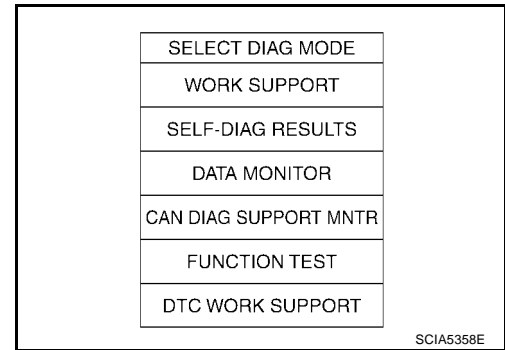 SELECT DIAG MODE
WORK SUPPORT
SELF-DIAG RESULTS
DATA MONITOR
CAN DIAG SUPPORT MNTR
FUNCTION TEST
DTC WORK SUPPORT
SCIA5358E